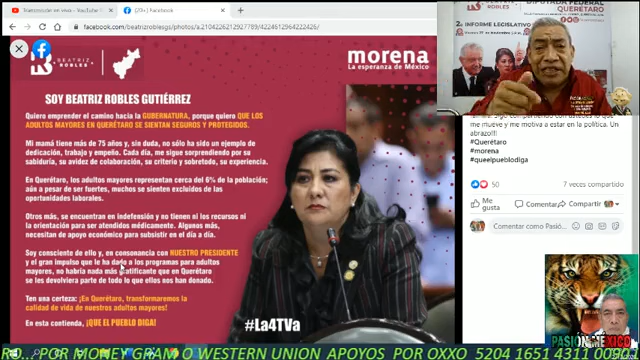 Transmisión en vivo - YouTube
(20+) Facebook
facebook.com/beatrizroblesgs/photos/a.2104226212927789/4224612964222425/
BEATRIZ
ROBLES
morena
La esperanza de México
SOY BEATRIZ ROBLES GUTIÉRREZ
Quiero emprender el camino hacia la GUBERNATURA, porque quiero QUE LOS
ADULTOS MAYORES EN QUERÉTARO SE SIENTAN SEGUROS Y PROTEGIDOS.
Mi mamá tiene más de 75 años y, sin duda, no sólo ha sido un ejemplo de
dedicación, trabajo y empeño. Cada día, me sigue sorprendiendo por su
sabiduría, su avidez de colaboración, su criterio y sobretodo, su experiencia.
En Querétaro, los adultos mayores representan cerca del 6% de la población;
aún a pesar de ser fuertes, muchos se sienten excluidos de las
oportunidades laborales.
Otros más, se encuentran en indefensión y no tienen ni los recursos ni
la orientación para ser atendidos médicamente. Algunos más,
necesitan de apoyo económico para subsistir en el día a día.
Soy consciente de ello y, en consonancia con NUESTRO PRESIDENTE
y el gran impulso que le ha dado a los programas para adultos
mayores, no habría nada más gratificante que en Querétaro
se les devolviera parte de todo lo que ellos nos han donado.
Ten una certeza: ¡En Querétaro, transformaremos la
calidad de vida de nuestros adultos mayores!
En esta contienda, ¡QUE EL PUEBLO DIGA!
#La4TVa
DIPUTADA FEDERAL
QUERÉTARO
2° INFORME LEGISLATIVO
me mueve y me motiva a estar en la política. Un
abrazo!!
#Querétaro
#morena
#queelpueblodiga
50
7 veces compartido
Me
gusta
Comentar
Compartir
Comentar como Pasió...
PASIÓN MÉXICO
RO... POR MONEY GRAM O WESTERN UNION APOYOS POR OXXO 5204 1651 4311 0050